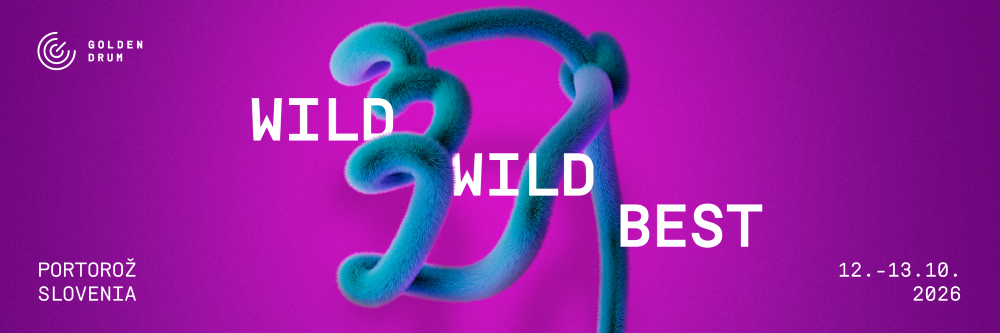 GOLDEN
DRUM
WILD
WILD
BEST
PORTOROŽ
SLOVENIA
12.-13.10.
2026